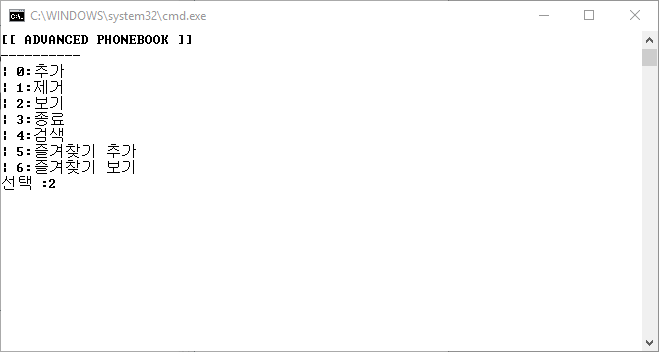 C:\WINDOWS\system32\cmd.exe
[[ ADVANCED PHONEBOOK ]]
----------
¦ 0:추가
¦ 1:제거
¦ 2:보기
¦ 3:종료
¦ 4:검색
¦ 5:즐겨찾기 추가
¦ 6:즐겨찾기 보기
선택 :2